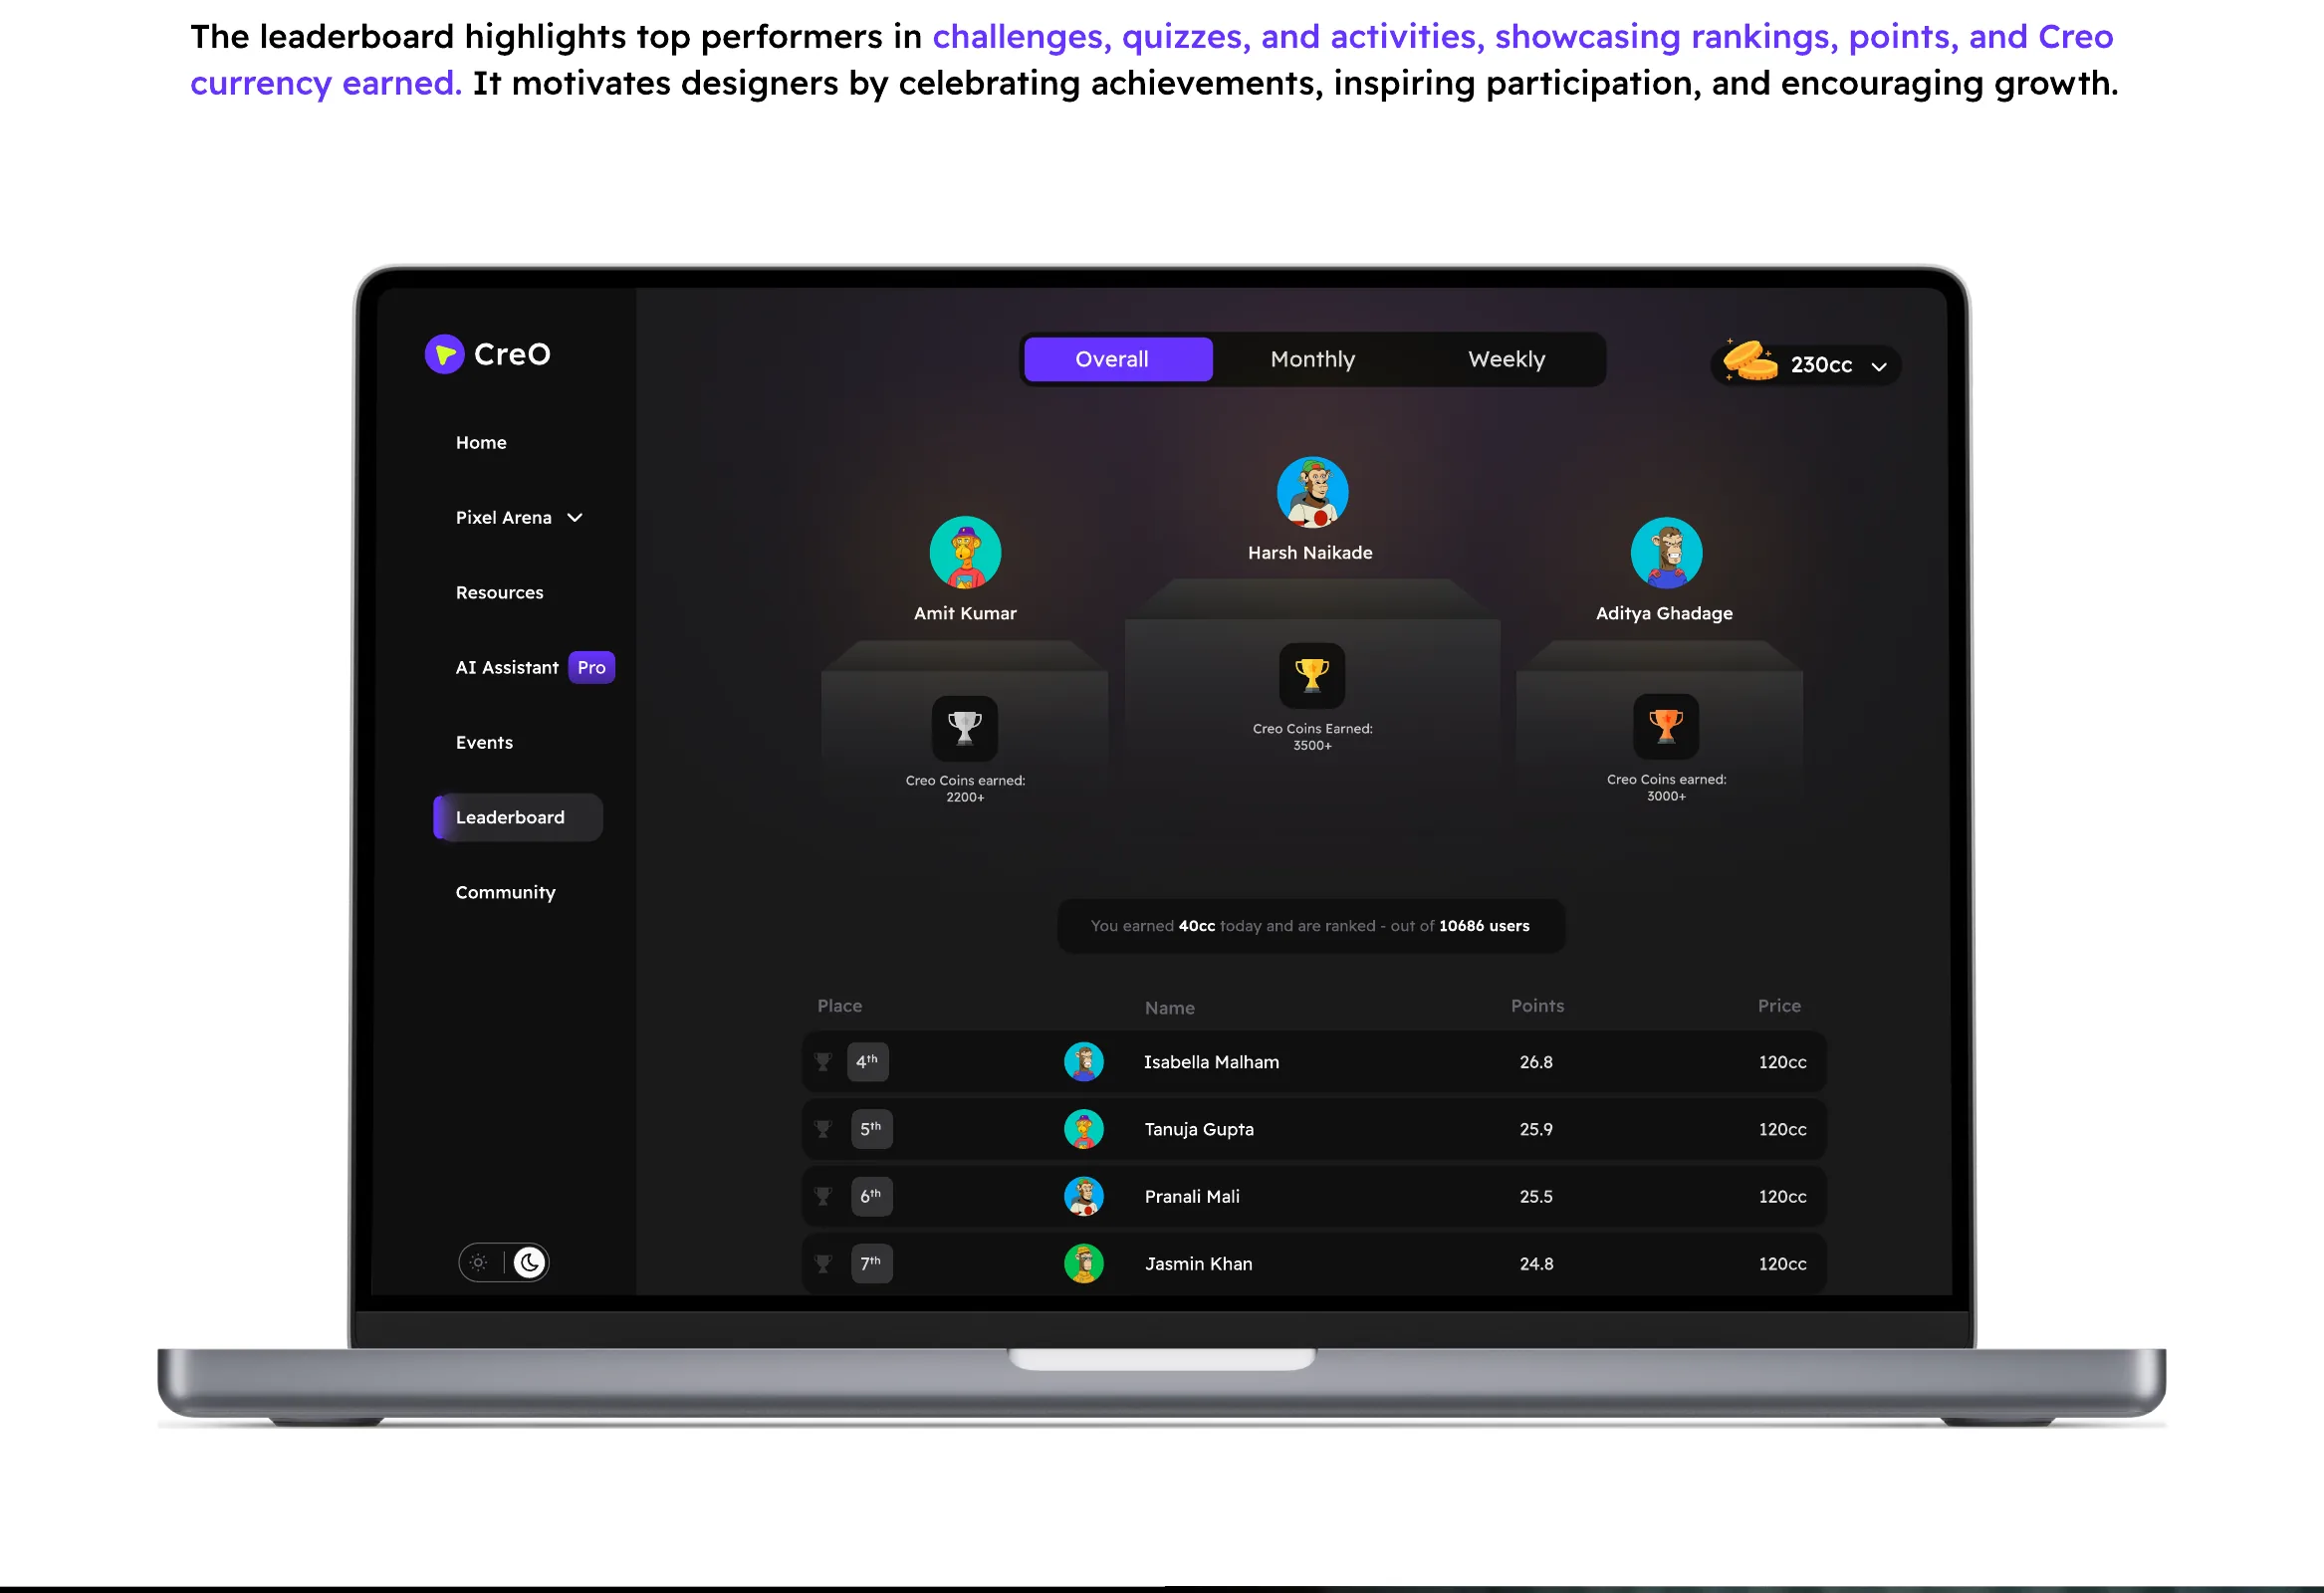 The leaderboard highlights top performers in challenges, quizzes, and activities, showcasing rankings, points, and Creo
currency earned. It motivates designers by celebrating achievements, inspiring participation, and encouraging growth.
CreO
Home
Pixel Arena
Resources
AI Assistant Pro
Events
Leaderboard
Community
Overall Monthly Weekly
230cc
Harsh Naikade
Creo Coins Earned:
3500+
Amit Kumar
Creo Coins earned:
2200+
Aditya Ghadage
Creo Coins earned:
3000+
You earned 40cc today and are ranked - out of 10686 users
Place Name Points Price
4th Isabella Malham 26.8 120cc
5th Tanuja Gupta 25.9 120cc
6th Pranali Mali 25.5 120cc
7th Jasmin Khan 24.8 120cc